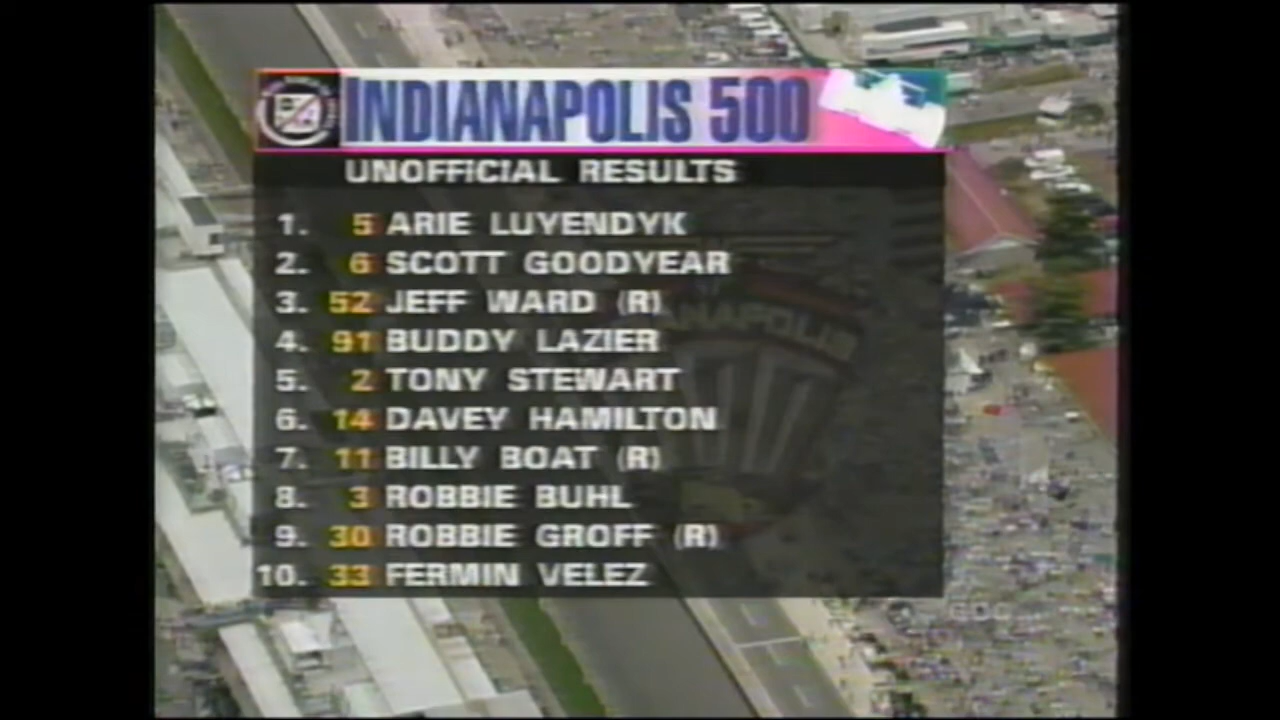 INDIANAPOLIS 500
UNOFFICIAL RESULTS
1. 5 ARIE LUYENDYK
2. 6 SCOTT GOODYEAR
3. 52 JEFF WARD (R)
4. 91 BUDDY LAZIER
5. 2 TONY STEWART
6. 14 DAVEY HAMILTON
7. 11 BILLY BOAT (R)
8. 3 ROBBIE BUHL
9. 30 ROBBIE GROFF (R)
10. 33 FERMIN VELEZ